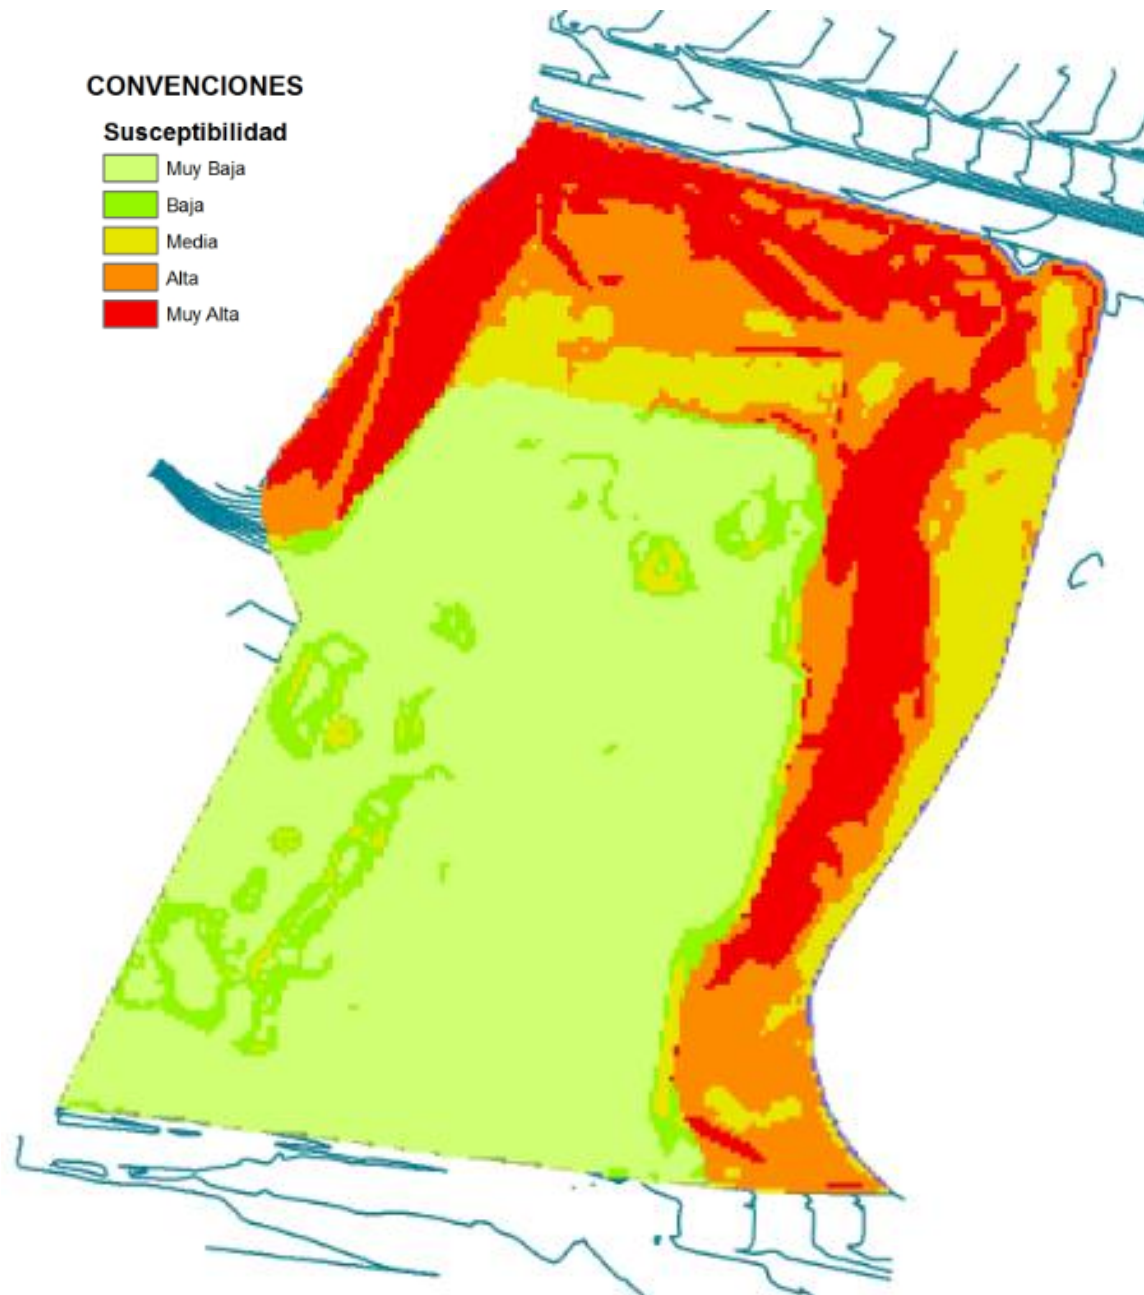 CONVENCIONES
Susceptibilidad
Muy Baja
Baja
Media
Alta
Muy Alta